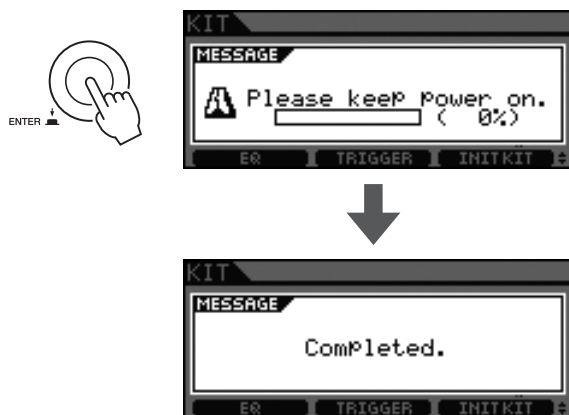 KIT
MESSAGE
Please keep power on.
( 0%)
ENTER
EQ TRIGGER INITKIT
KIT
MESSAGE
Completed.
EQ TRIGGER INITKIT